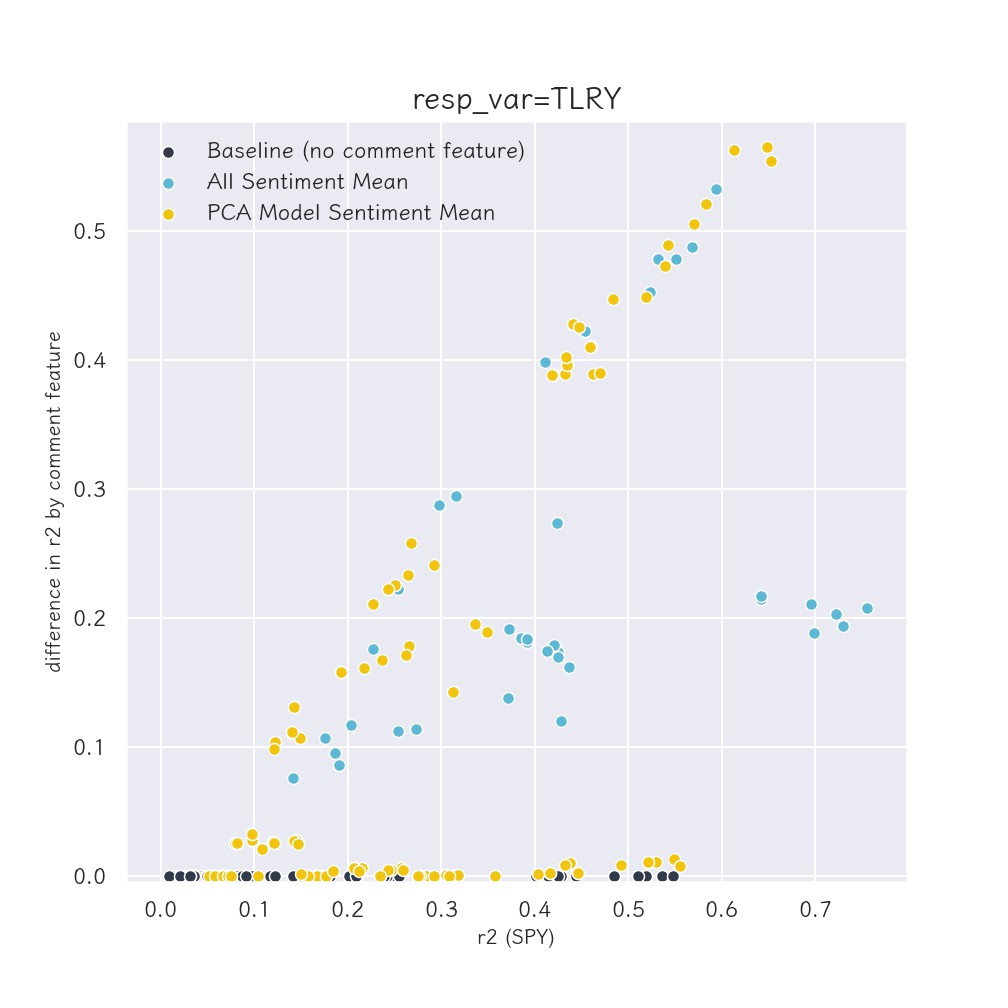 resp_var=TLRY
Baseline (no comment feature)
All Sentiment Mean
PCA Model Sentiment Mean
difference in r2 by comment feature
0.5
0.4
0.3
0.2
0.1
0.0
0.0 0.1 0.2 0.3 0.4 0.5 0.6 0.7
r2 (SPY)